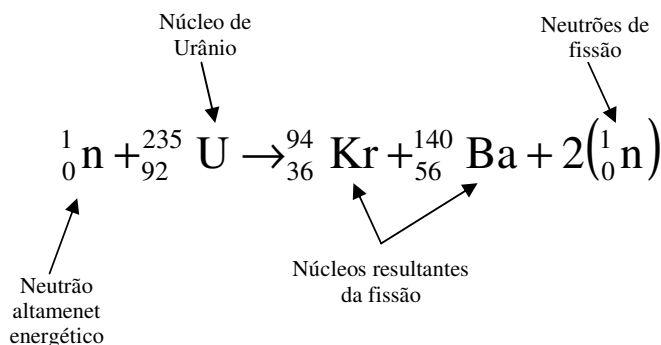 Núcleo de
Urânio
Neutrões de
fissão
¹₀n + ²³⁵₉₂U → ⁹⁴₃₆Kr + ¹⁴⁰₅₆Ba + 2(¹₀n)
Neutrão
altamenet
energético
Núcleos resultantes
da fissão